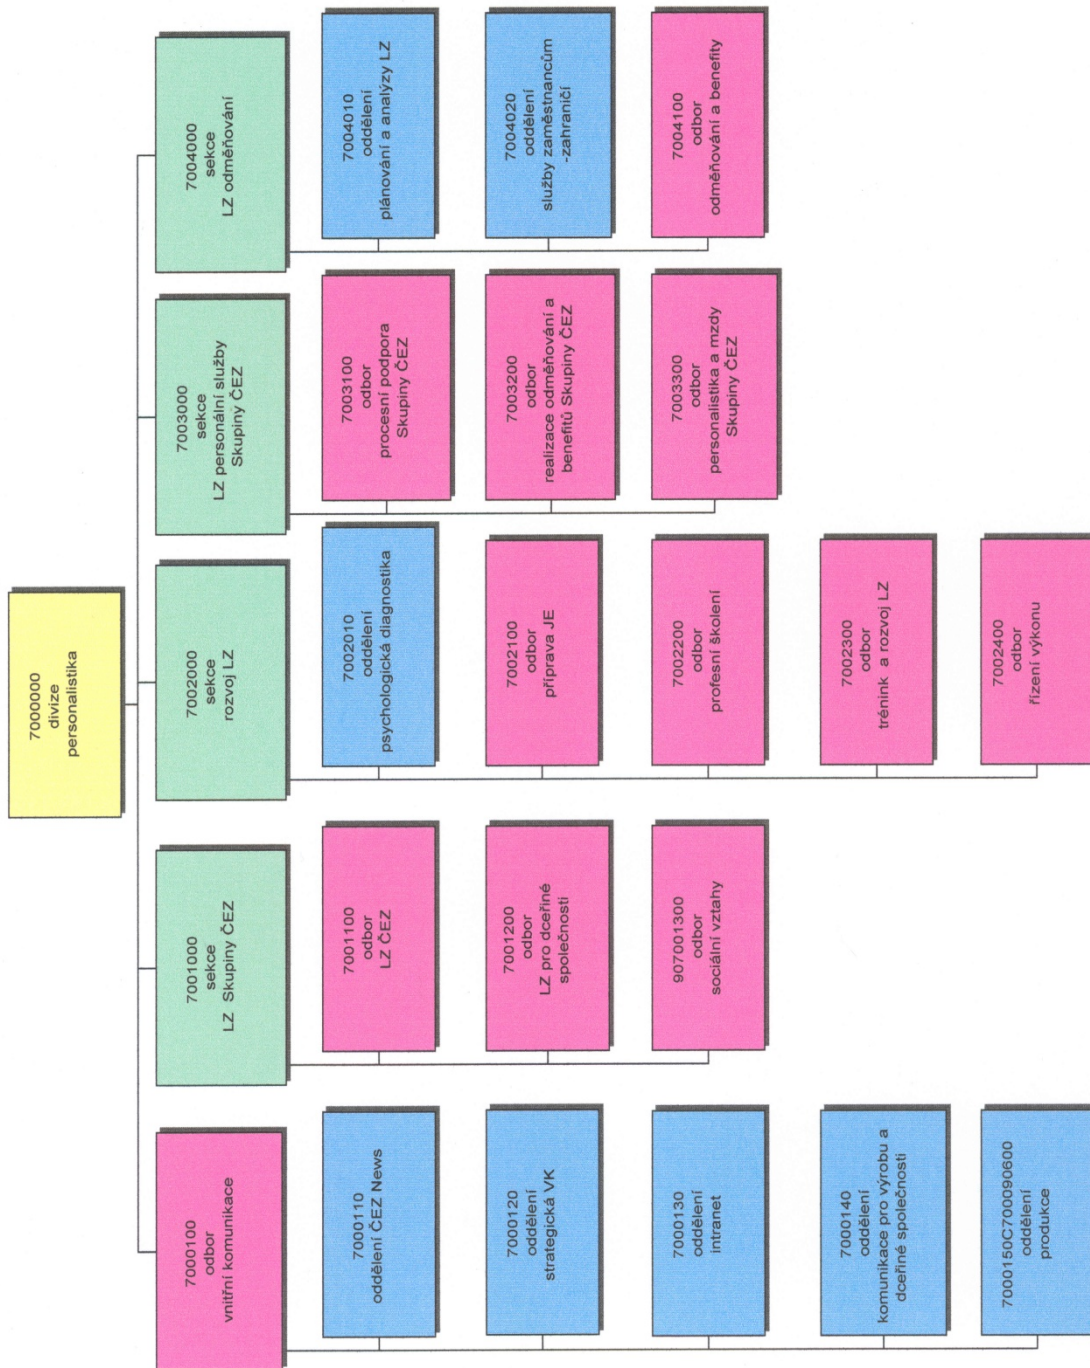 7000000
divize
personalistika
7000100
odbor
vnitřní komunikace
7000110
oddělení ČEZ News
7000120
oddělení
strategická VK
7000130
oddělení
intranet
7000140
oddělení
komunikace pro výrobu a
dceřiné společnosti
7000150C700090600
oddělení
produkce
7001000
sekce
LZ Skupiny ČEZ
7001100
odbor
LZ ČEZ
7001200
odbor
LZ pro dceřiné
společnosti
907001300
odbor
sociální vztahy
7002000
sekce
rozvoj LZ
7002010
oddělení
psychologická diagnostika
7002100
odbor
příprava JE
7002200
odbor
profesní školení
7002300
odbor
trénink a rozvoj LZ
7002400
odbor
řízení výkonu
7003000
sekce
LZ personální služby
Skupiny ČEZ
7003100
odbor
procesní podpora
Skupiny ČEZ
7003200
odbor
realizace odměňování a
benefitů Skupiny ČEZ
7003300
odbor
personalistika a mzdy
Skupiny ČEZ
7004000
sekce
LZ odměňování
7004010
oddělení
plánování a analýzy LZ
7004020
oddělení
služby zaměstnancům
-zahraničí
7004100
odbor
odměňování a benefity